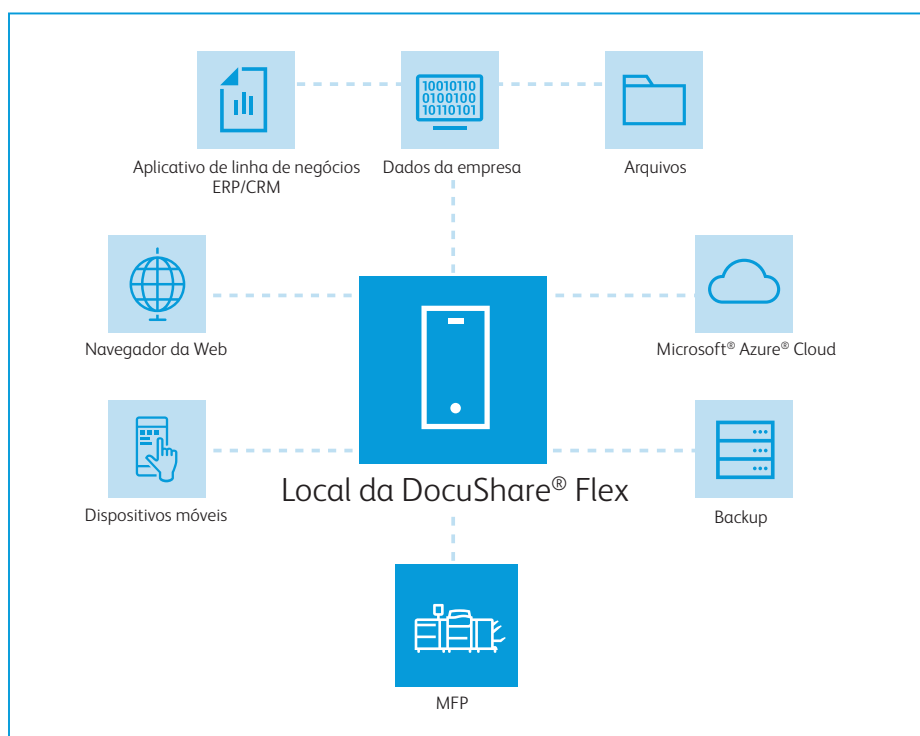 10010110
0100100
10110101
Aplicativo de linha de negócios
ERP/CRM
Dados da empresa
Arquivos
Navegador da Web
Microsoft® Azure® Cloud
Dispositivos móveis
Local da DocuShare® Flex
Backup
MFP